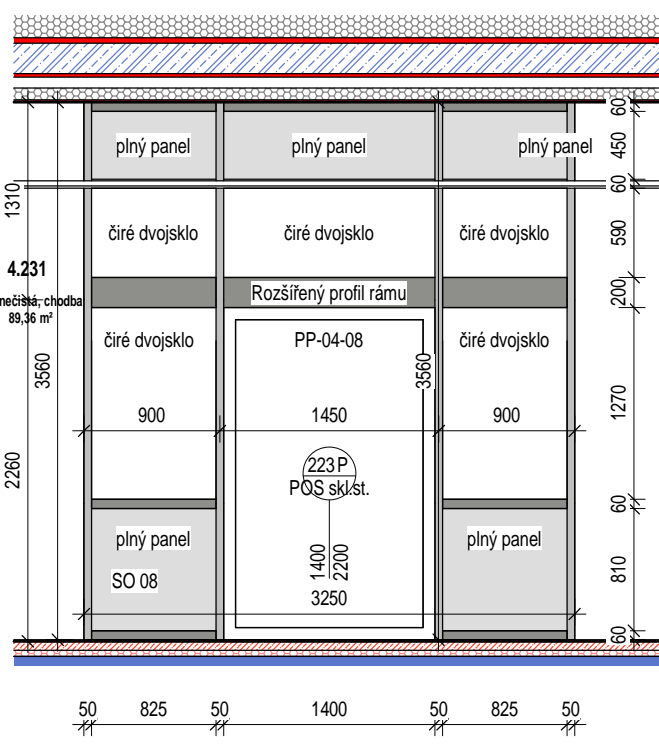 60
plný panel
plný panel
plný panel
450
60
1310
čiré dvojsklo
čiré dvojsklo
čiré dvojsklo
590
4.231
nečistá, chodba
89,36 m²
Rozšířený profil rámu
200
čiré dvojsklo
PP-04-08
čiré dvojsklo
3560
3560
1270
900
1450
900
2260
223P
POS skl.st.
60
plný panel
plný panel
SO 08
1400
2200
810
3250
60
50 825 50 1400 50 825 50